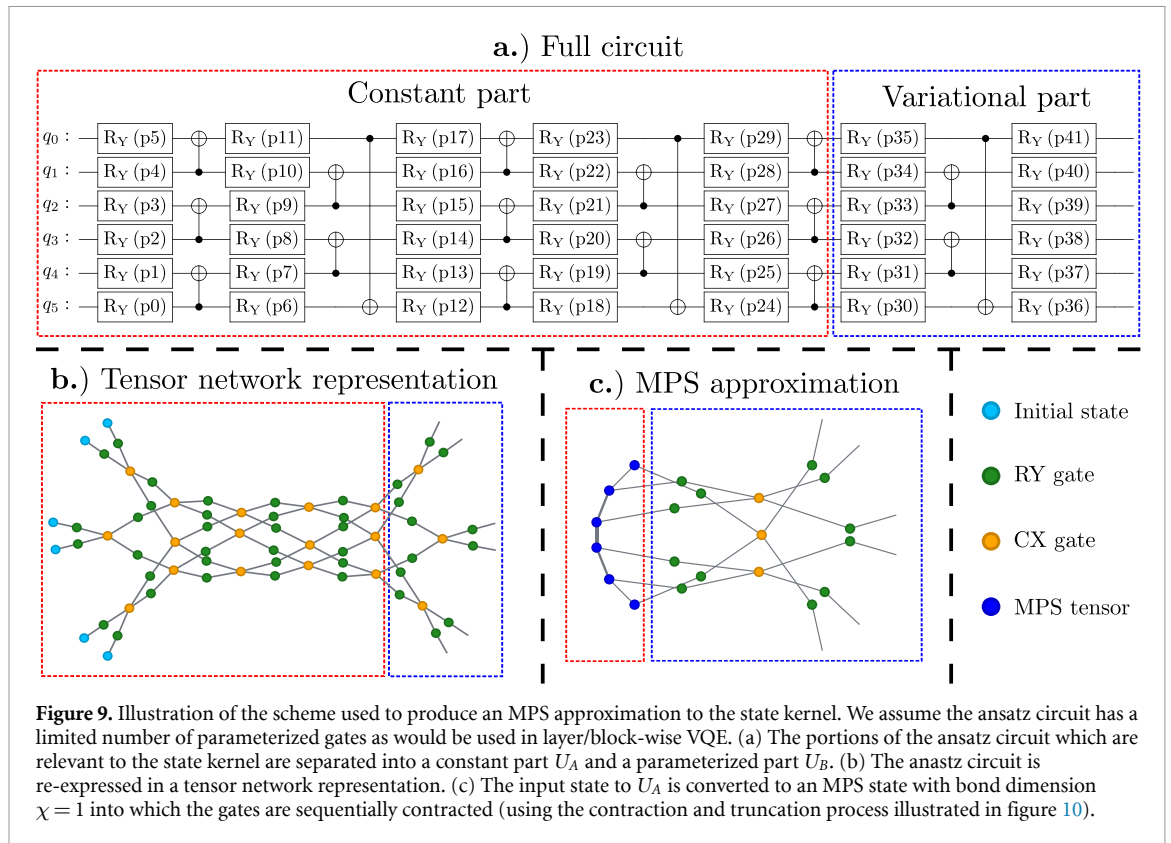 a.) Full circuit
Constant part
Variational part
q0 : RY (p5) RY (p11) RY (p17) RY (p23) RY (p29) RY (p35) RY (p41)
q1 : RY (p4) RY (p10) RY (p16) RY (p22) RY (p28) RY (p34) RY (p40)
q2 : RY (p3) RY (p9) RY (p15) RY (p21) RY (p27) RY (p33) RY (p39)
q3 : RY (p2) RY (p8) RY (p14) RY (p20) RY (p26) RY (p32) RY (p38)
q4 : RY (p1) RY (p7) RY (p13) RY (p19) RY (p25) RY (p31) RY (p37)
q5 : RY (p0) RY (p6) RY (p12) RY (p18) RY (p24) RY (p30) RY (p36)
b.) Tensor network representation
c.) MPS approximation
Initial state
RY gate
CX gate
MPS tensor
Figure 9. Illustration of the scheme used to produce an MPS approximation to the state kernel. We assume the ansatz circuit has a
limited number of parameterized gates as would be used in layer/block-wise VQE. (a) The portions of the ansatz circuit which are
relevant to the state kernel are separated into a constant part UA and a parameterized part UB. (b) The anastz circuit is
re-expressed in a tensor network representation. (c) The input state to UA is converted to an MPS state with bond dimension
χ = 1 into which the gates are sequentially contracted (using the contraction and truncation process illustrated in figure 10).